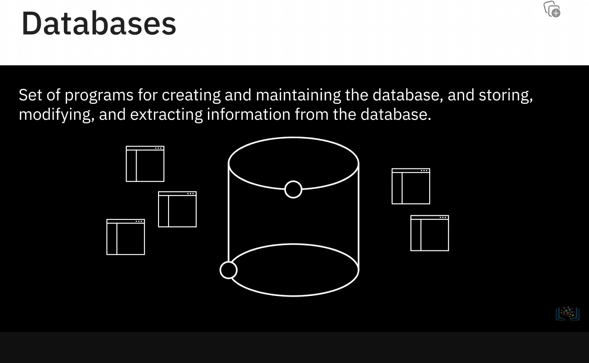 Databases
Set of programs for creating and maintaining the database, and storing,
modifying, and extracting information from the database.